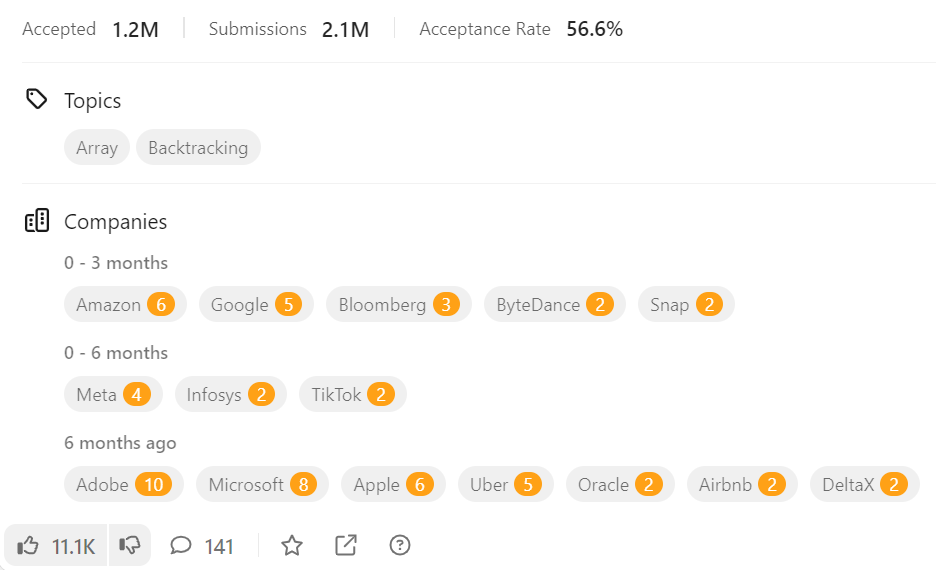 Accepted 1.2M Submissions 2.1M Acceptance Rate 56.6%
Topics
Array Backtracking
Companies
0 - 3 months
Amazon 6 Google 5 Bloomberg 3 ByteDance 2 Snap 2
0 - 6 months
Meta 4 Infosys 2 TikTok 2
6 months ago
Adobe 10 Microsoft 8 Apple 6 Uber 5 Oracle 2 Airbnb 2 DeltaX 2
11.1K 141